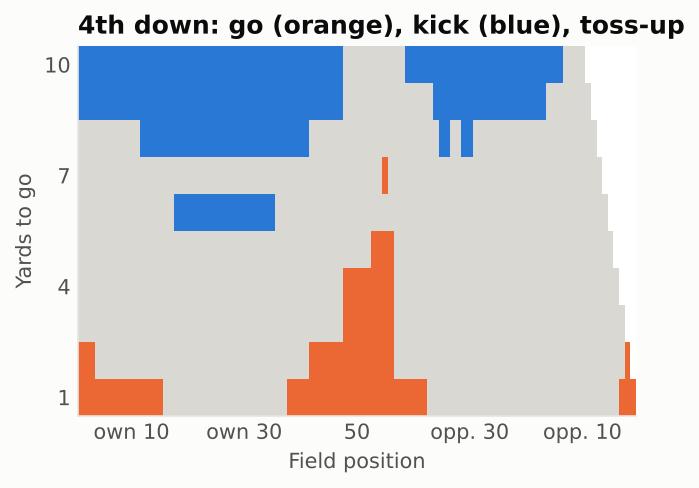 4th down: go (orange), kick (blue), toss-up
10
7
4
1
Yards to go
own 10 own 30 50 opp. 30 opp. 10
Field position